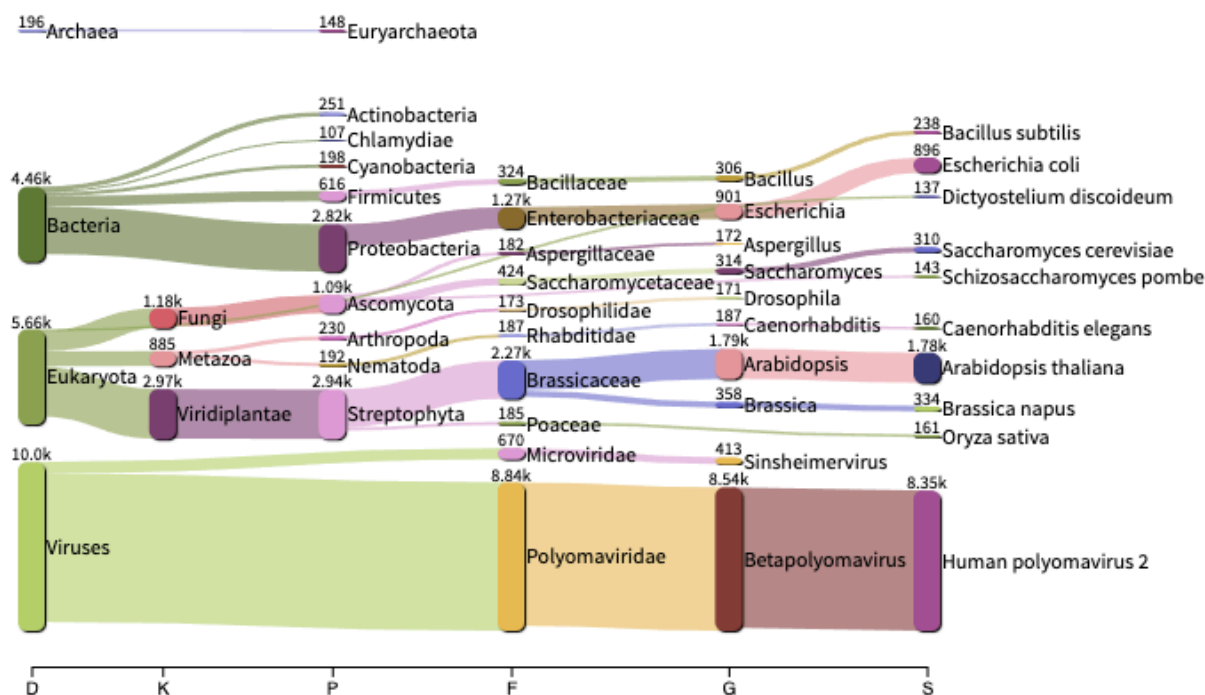 196 Archaea
148 Euryarchaeota
251 Actinobacteria
107 Chlamydiae
198 Cyanobacteria
616 Firmicutes
4.46k Bacteria
2.82k Proteobacteria
324 Bacillaceae
1.27k Enterobacteriaceae
306 Bacillus
901 Escherichia
238 Bacillus subtilis
896 Escherichia coli
137 Dictyostelium discoideum
182 Aspergillaceae
172 Aspergillus
424 Saccharomycetaceae
314 Saccharomyces
310 Saccharomyces cerevisiae
143 Schizosaccharomyces pombe
1.09k Ascomycota
1.18k Fungi
5.66k Eukaryota
885 Metazoa
230 Arthropoda
192 Nematoda
173 Drosophilidae
171 Drosophila
187 Rhabditidae
187 Caenorhabditis
160 Caenorhabditis elegans
2.97k Viridiplantae
2.94k Streptophyta
2.27k Brassicaceae
1.79k Arabidopsis
1.78k Arabidopsis thaliana
358 Brassica
334 Brassica napus
185 Poaceae
161 Oryza sativa
10.0k Viruses
670 Microviridae
413 Sinsheimervirus
8.84k Polyomaviridae
8.54k Betapolyomavirus
8.35k Human polyomavirus 2
D K P F G S